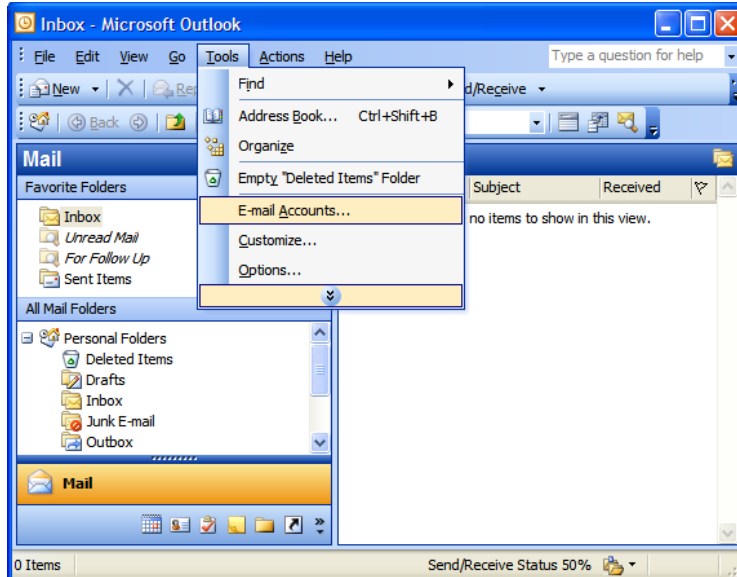 Inbox - Microsoft Outlook
File Edit View Go Tools Actions Help Type a question for help
New d/Receive
Back
Find
Address Book... Ctrl+Shift+B
Organize
Empty "Deleted Items" Folder
E-mail Accounts...
Customize...
Options...
Mail
Favorite Folders
Inbox
Unread Mail
For Follow Up
Sent Items
All Mail Folders
Personal Folders
Deleted Items
Drafts
Inbox
Junk E-mail
Outbox
Mail
Subject Received
no items to show in this view.
0 Items Send/Receive Status 50%